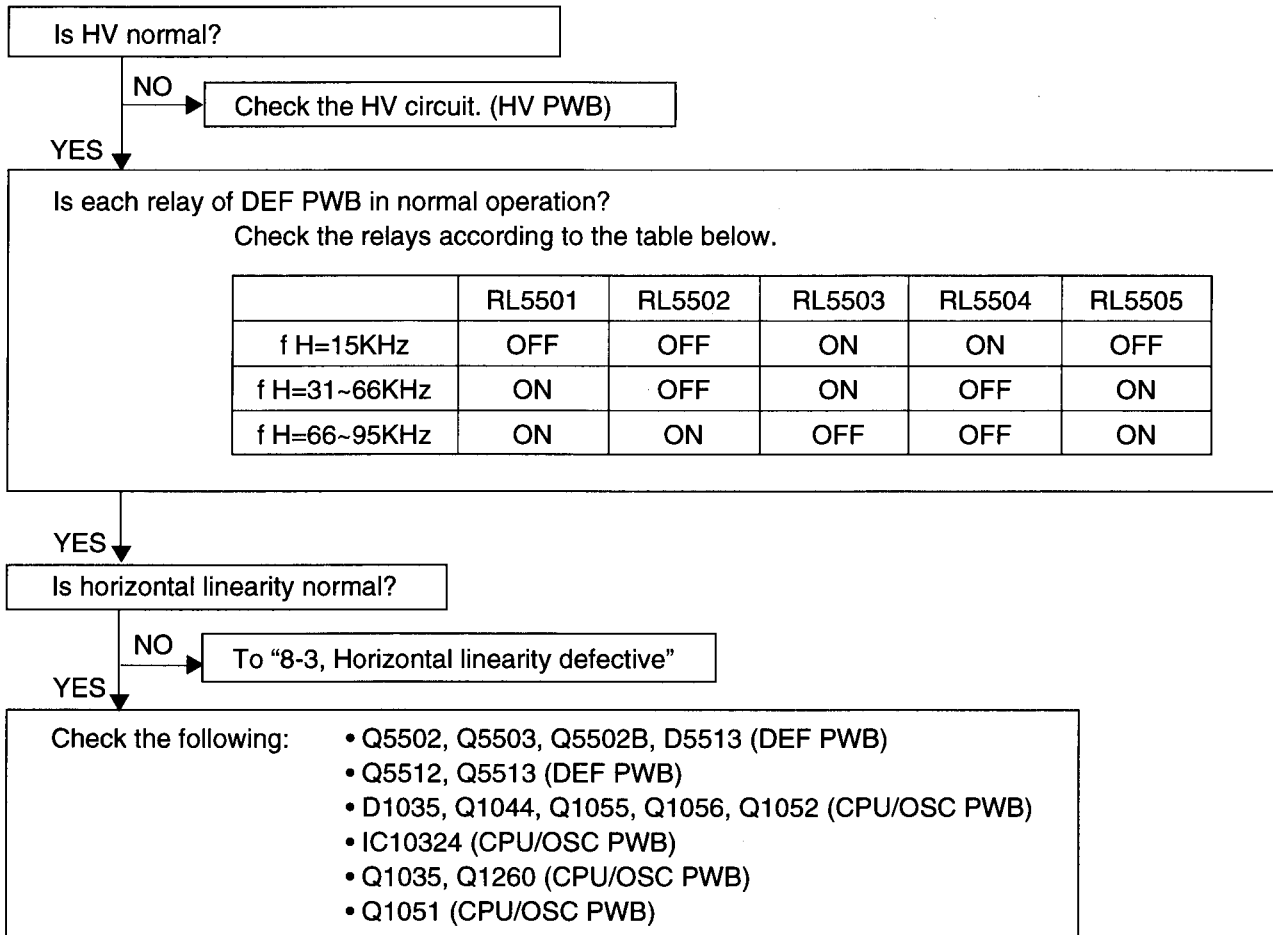 Is HV normal?
NO
Check the HV circuit. (HV PWB)
YES
Is each relay of DEF PWB in normal operation?
Check the relays according to the table below.
RL5501 RL5502 RL5503 RL5504 RL5505
f H=15KHz OFF OFF ON ON OFF
f H=31~66KHz ON OFF ON OFF ON
f H=66~95KHz ON ON OFF OFF ON
YES
Is horizontal linearity normal?
NO
To “8-3, Horizontal linearity defective”
YES
Check the following: • Q5502, Q5503, Q5502B, D5513 (DEF PWB)
• Q5512, Q5513 (DEF PWB)
• D1035, Q1044, Q1055, Q1056, Q1052 (CPU/OSC PWB)
• IC10324 (CPU/OSC PWB)
• Q1035, Q1260 (CPU/OSC PWB)
• Q1051 (CPU/OSC PWB)